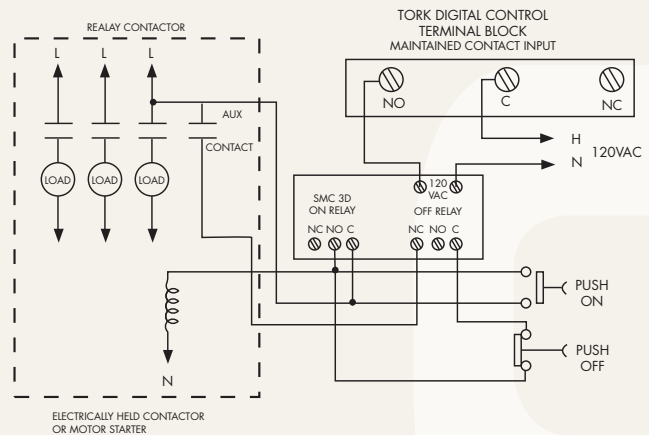 REALAY CONTACTOR
TORK DIGITAL CONTROL
TERMINAL BLOCK
MAINTAINED CONTACT INPUT
L L L
NO C NC
AUX
CONTACT
H
N
120VAC
LOAD LOAD LOAD
SMC 3D
ON RELAY
120
VAC
OFF RELAY
NC NO C NC NO C
PUSH
ON
PUSH
OFF
N
ELECTRICALLY HELD CONTACTOR
OR MOTOR STARTER